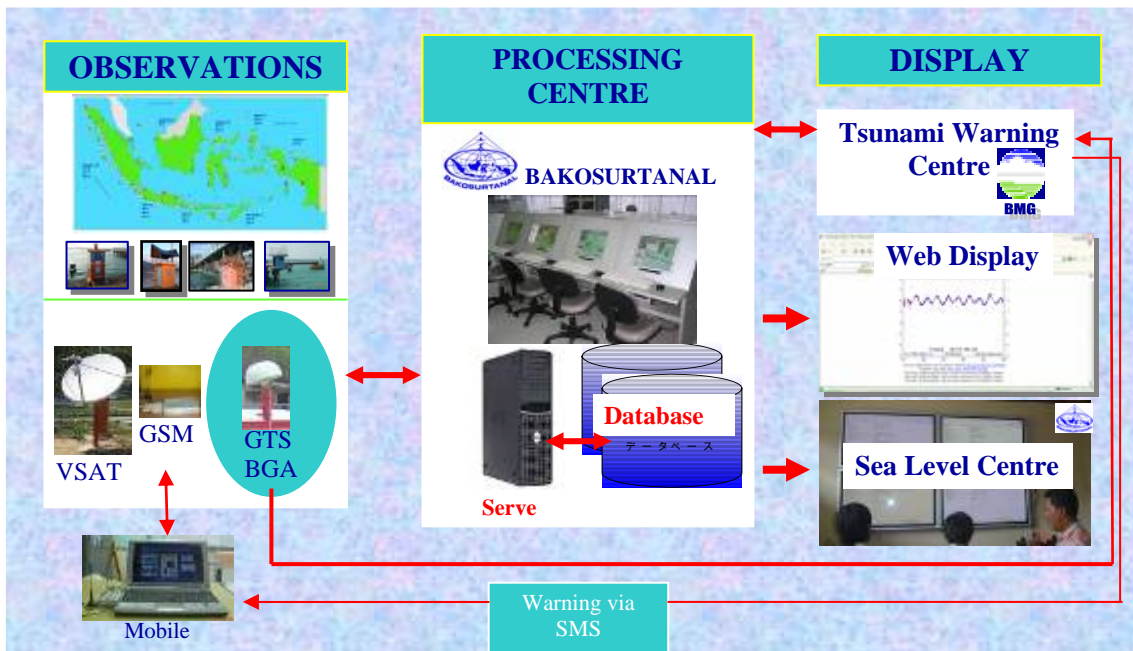 OBSERVATIONS
VSAT
GSM
GTS
BGA
Mobile
PROCESSING
CENTRE
BAKOSURTANAL
BAKOSURTANAL
Database
データベース
Serve
DISPLAY
Tsunami Warning
Centre
BMG
Web Display
Sea Level Centre
Warning via
SMS